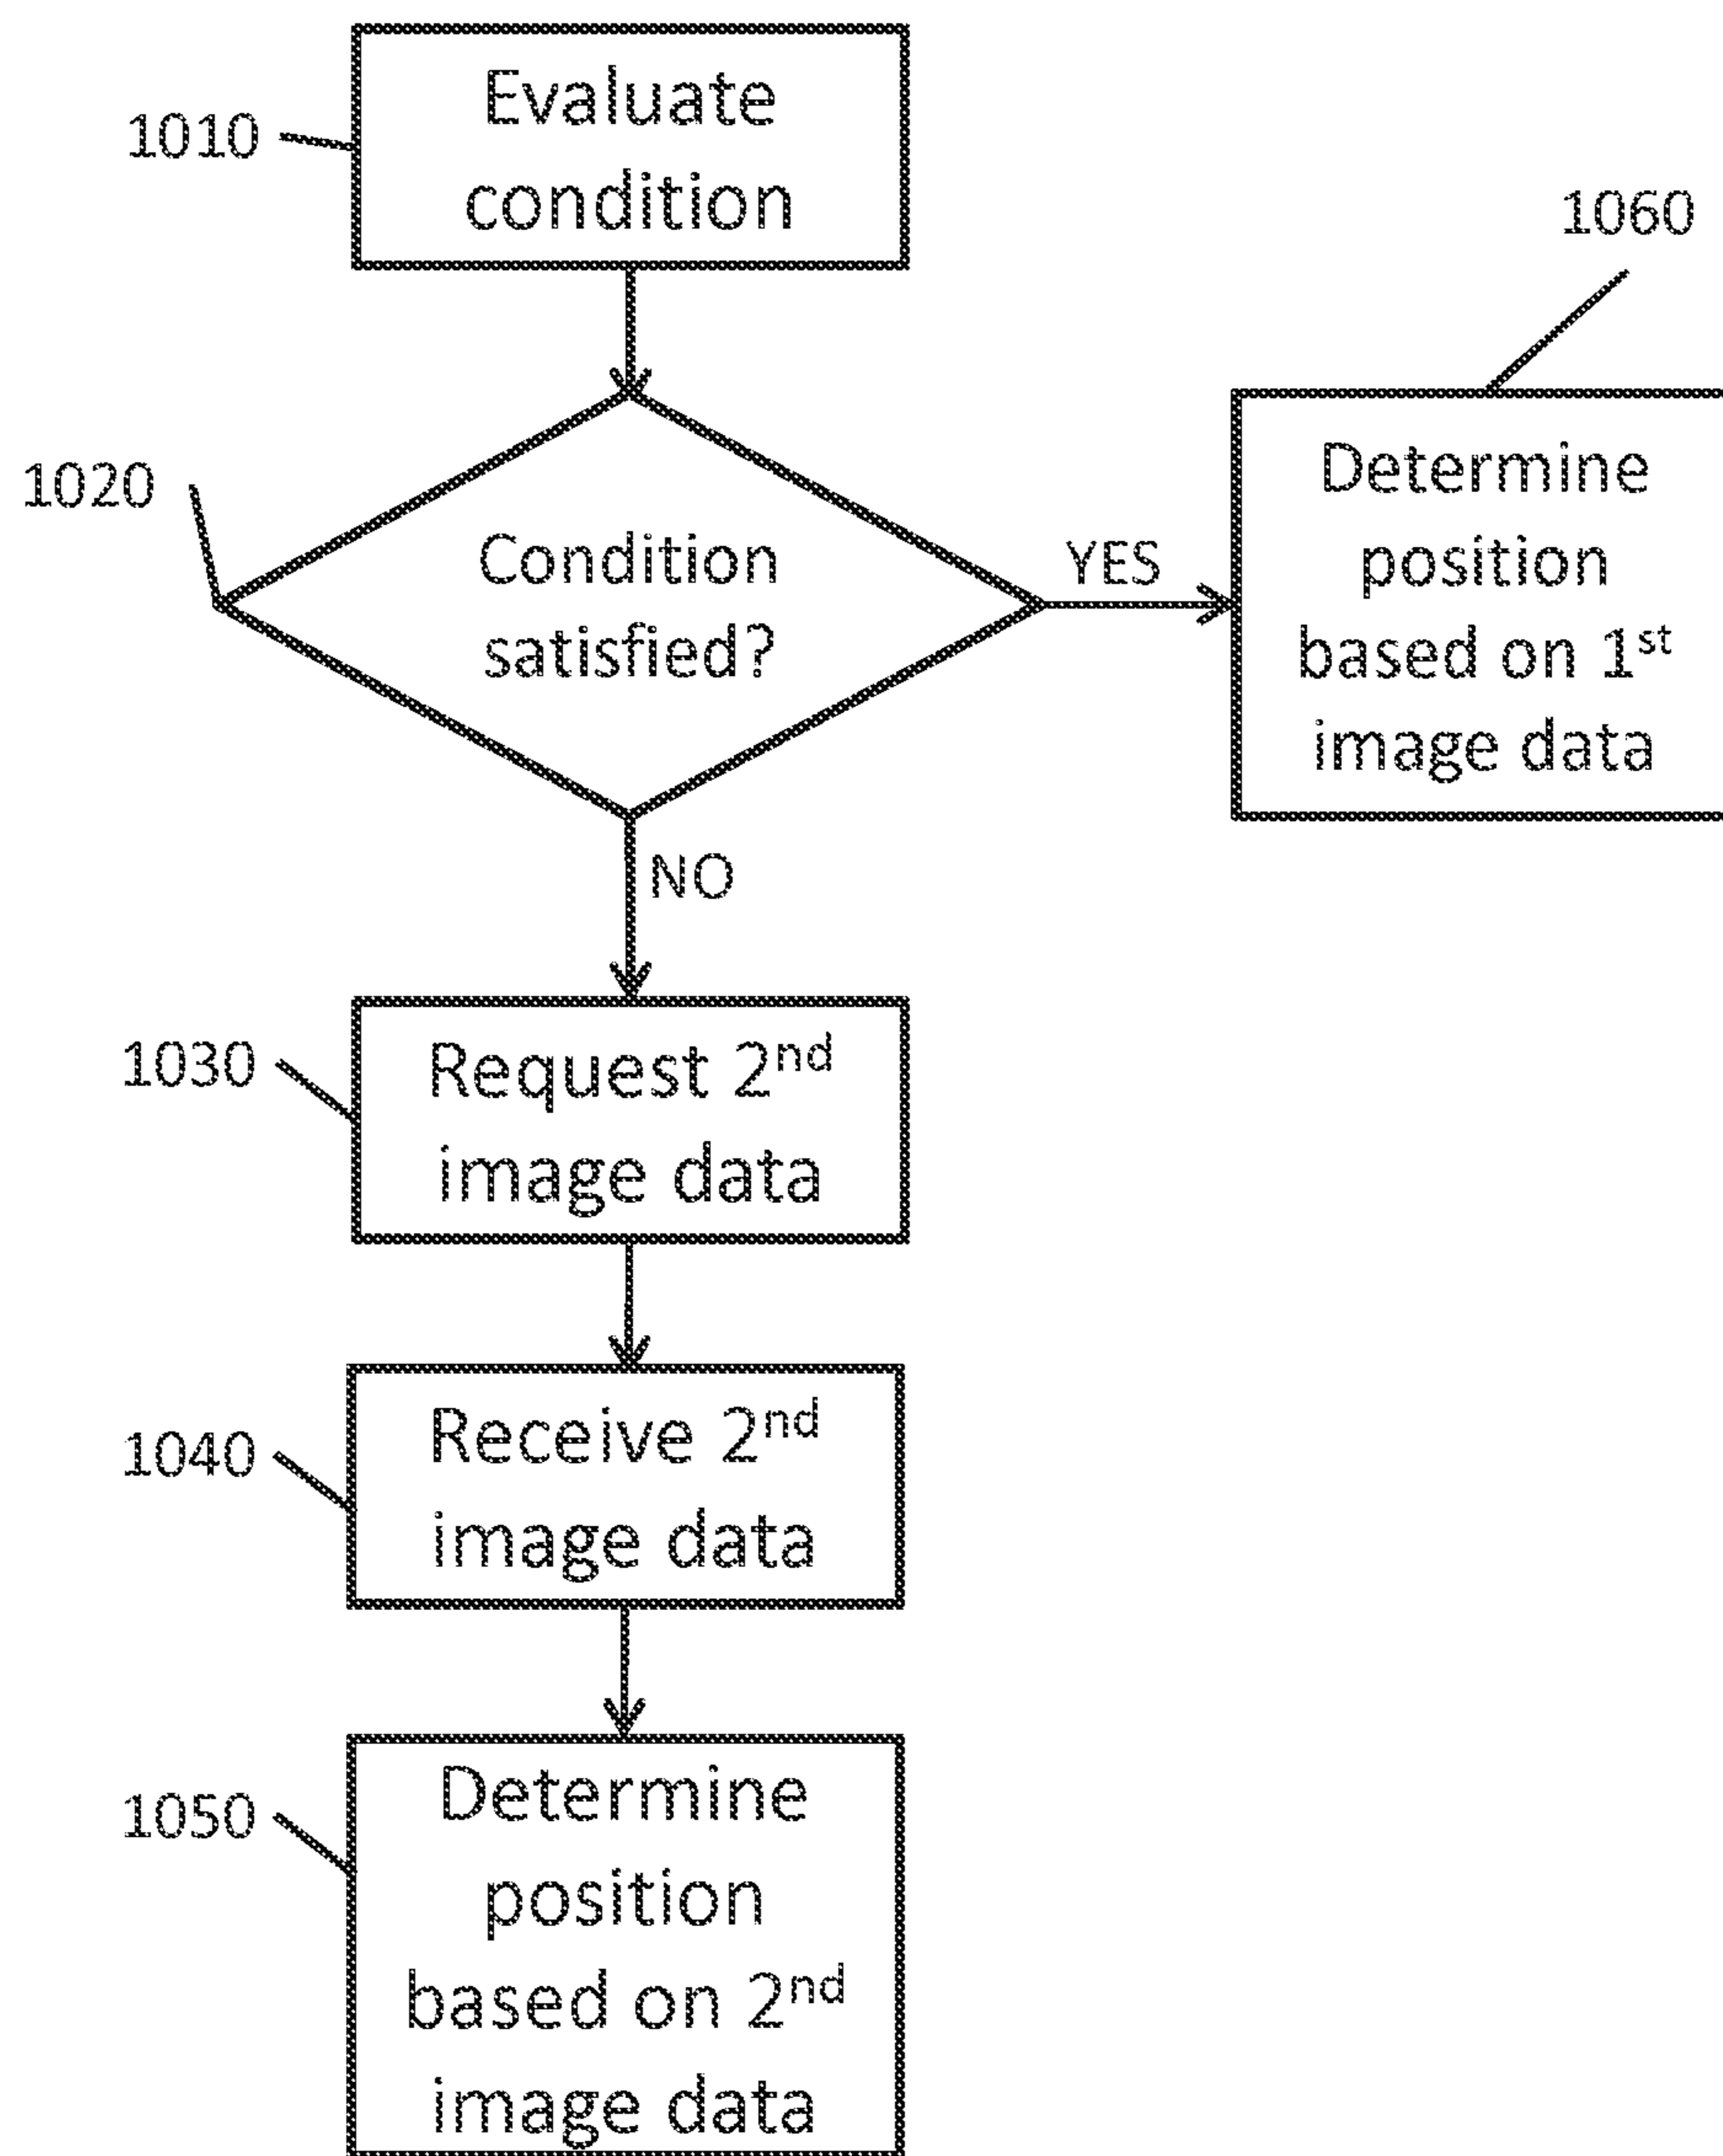 1010
Evaluate
condition
1020
Condition
satisfied?
YES
1060
Determine
position
based on 1st
image data
NO
1030
Request 2nd
image data
1040
Receive 2nd
image data
1050
Determine
position
based on 2nd
image data